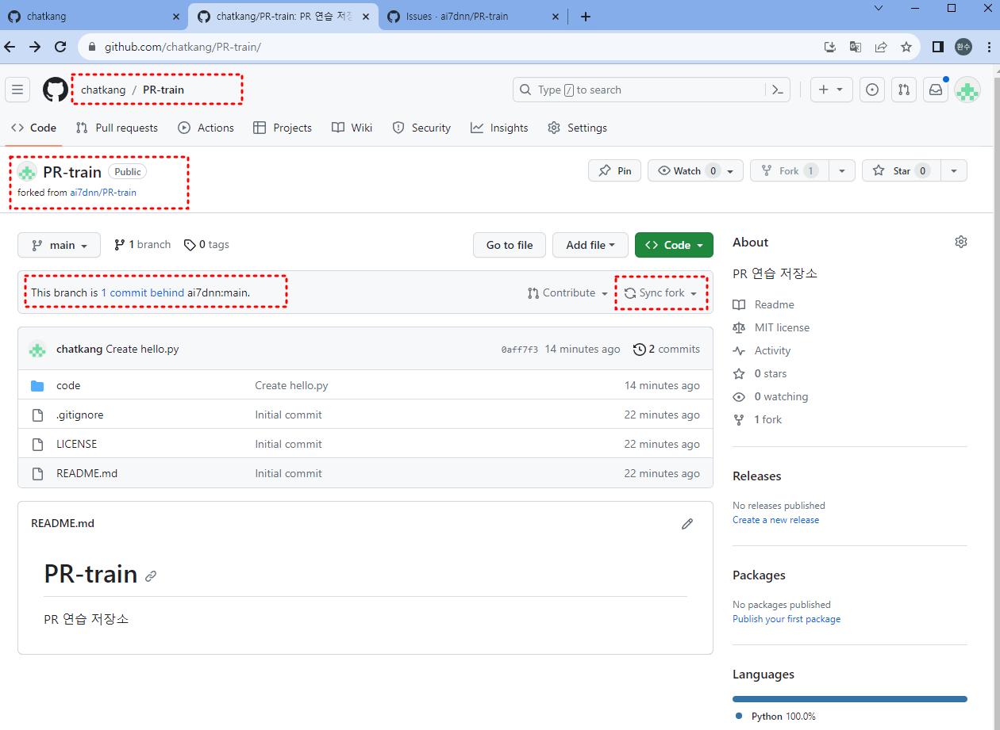 chatkang
chatkang/PR-train: PR 연습 저장
Issues · ai7dnn/PR-train
github.com/chatkang/PR-train/
환수
chatkang / PR-train
Type / to search
Code Pull requests Actions Projects Wiki Security Insights Settings
PR-train Public
forked from ai7dnn/PR-train
Pin Watch 0 Fork 1 Star 0
main 1 branch 0 tags
Go to file Add file Code
This branch is 1 commit behind ai7dnn:main.
Contribute Sync fork
chatkang Create hello.py 0aff7f3 14 minutes ago 2 commits
code Create hello.py 14 minutes ago
.gitignore Initial commit 22 minutes ago
LICENSE Initial commit 22 minutes ago
README.md Initial commit 22 minutes ago
README.md
PR-train
PR 연습 저장소
About
PR 연습 저장소
Readme
MIT license
Activity
0 stars
0 watching
1 fork
Releases
No releases published
Create a new release
Packages
No packages published
Publish your first package
Languages
Python 100.0%